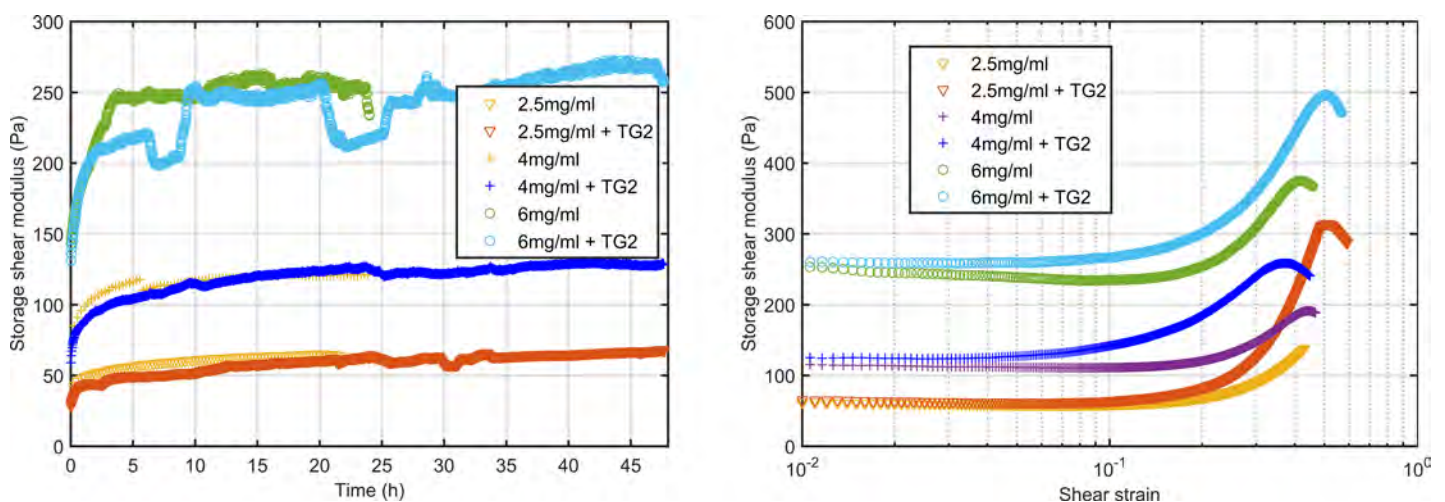 300
250
200
150
100
50
0
Storage shear modulus (Pa)
0 5 10 15 20 25 30 35 40 45
Time (h)
2.5mg/ml
2.5mg/ml + TG2
4mg/ml
4mg/ml + TG2
6mg/ml
6mg/ml + TG2
600
500
400
300
200
100
0
Storage shear modulus (Pa)
10⁻² 10⁻¹ 10⁰
Shear strain
2.5mg/ml
2.5mg/ml + TG2
4mg/ml
4mg/ml + TG2
6mg/ml
6mg/ml + TG2